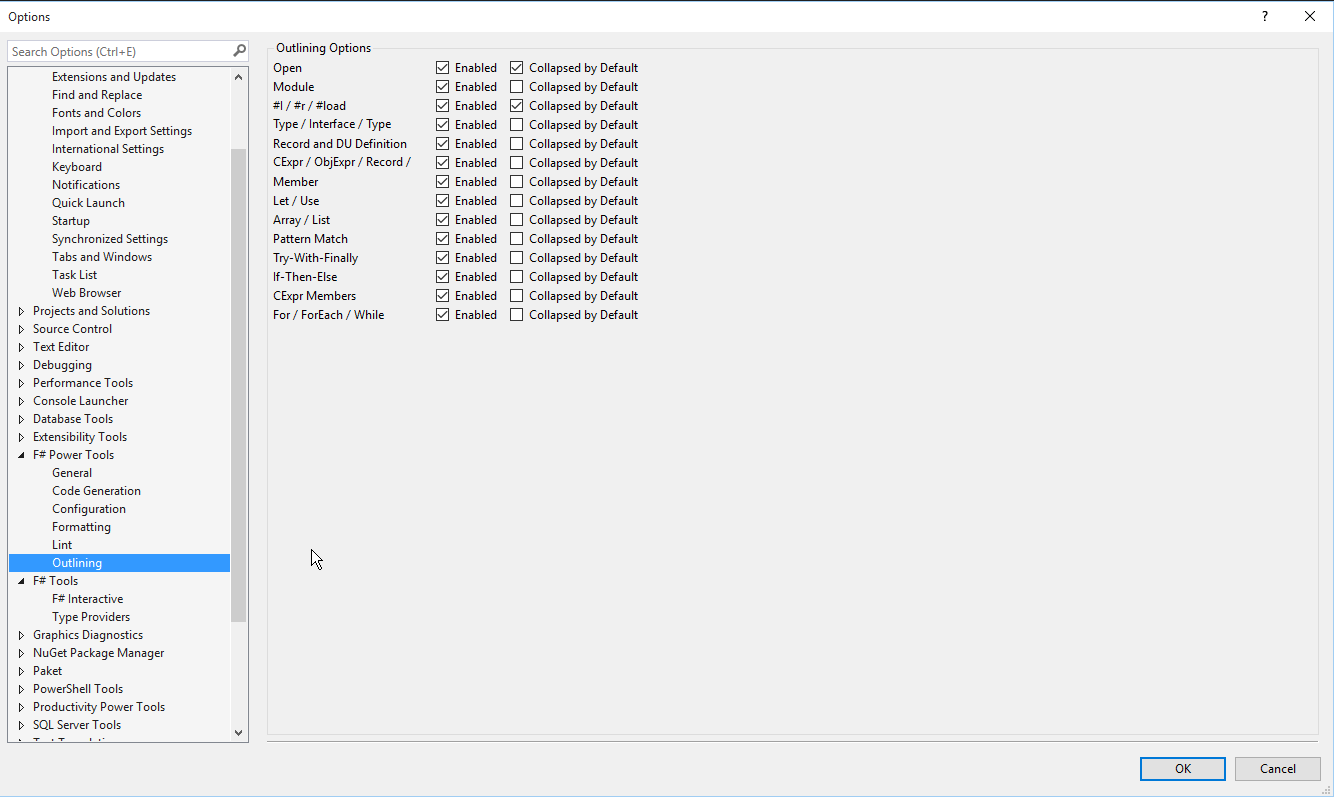 Options
?
Search Options (Ctrl+E)
Extensions and Updates
Find and Replace
Fonts and Colors
Import and Export Settings
International Settings
Keyboard
Notifications
Quick Launch
Startup
Synchronized Settings
Tabs and Windows
Task List
Web Browser
Projects and Solutions
Source Control
Text Editor
Debugging
Performance Tools
Console Launcher
Database Tools
Extensibility Tools
F# Power Tools
General
Code Generation
Configuration
Formatting
Lint
Outlining
F# Tools
F# Interactive
Type Providers
Graphics Diagnostics
NuGet Package Manager
Paket
PowerShell Tools
Productivity Power Tools
SQL Server Tools
Outlining Options
Open Enabled Collapsed by Default
Module Enabled Collapsed by Default
#I / #r / #load Enabled Collapsed by Default
Type / Interface / Type Enabled Collapsed by Default
Record and DU Definition Enabled Collapsed by Default
CExpr / ObjExpr / Record / Enabled Collapsed by Default
Member Enabled Collapsed by Default
Let / Use Enabled Collapsed by Default
Array / List Enabled Collapsed by Default
Pattern Match Enabled Collapsed by Default
Try-With-Finally Enabled Collapsed by Default
If-Then-Else Enabled Collapsed by Default
CExpr Members Enabled Collapsed by Default
For / ForEach / While Enabled Collapsed by Default
OK Cancel